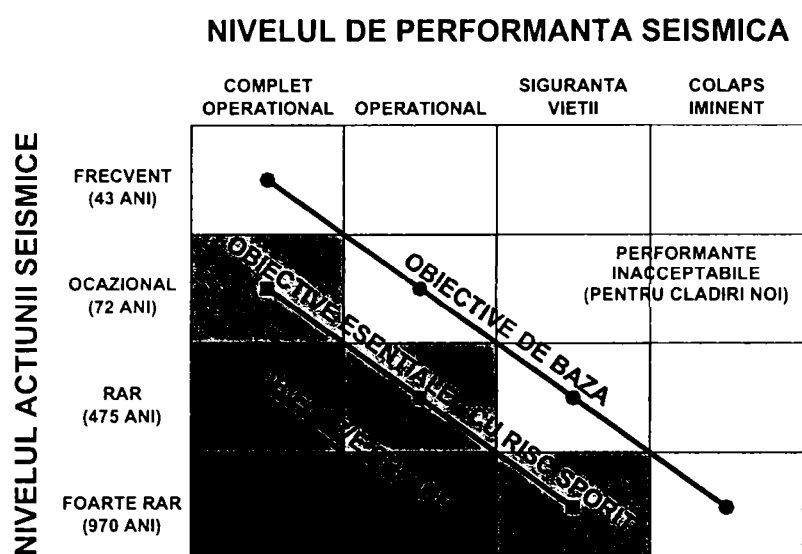 NIVELUL DE PERFORMANTA SEISMICA
COMPLET
OPERATIONAL
OPERATIONAL
SIGURANTA
VIETII
COLAPS
IMINENT
NIVELUL ACTIUNII SEISMICE
FRECVENT
(43 ANI)
OCAZIONAL
(72 ANI)
RAR
(475 ANI)
FOARTE RAR
(970 ANI)
PERFORMANTE
INACCEPTABILE
(PENTRU CLADIRI NOI)
OBIECTIVE DE BAZA
OBIECTIVE ESENTIALE / CU RISC SPORIT